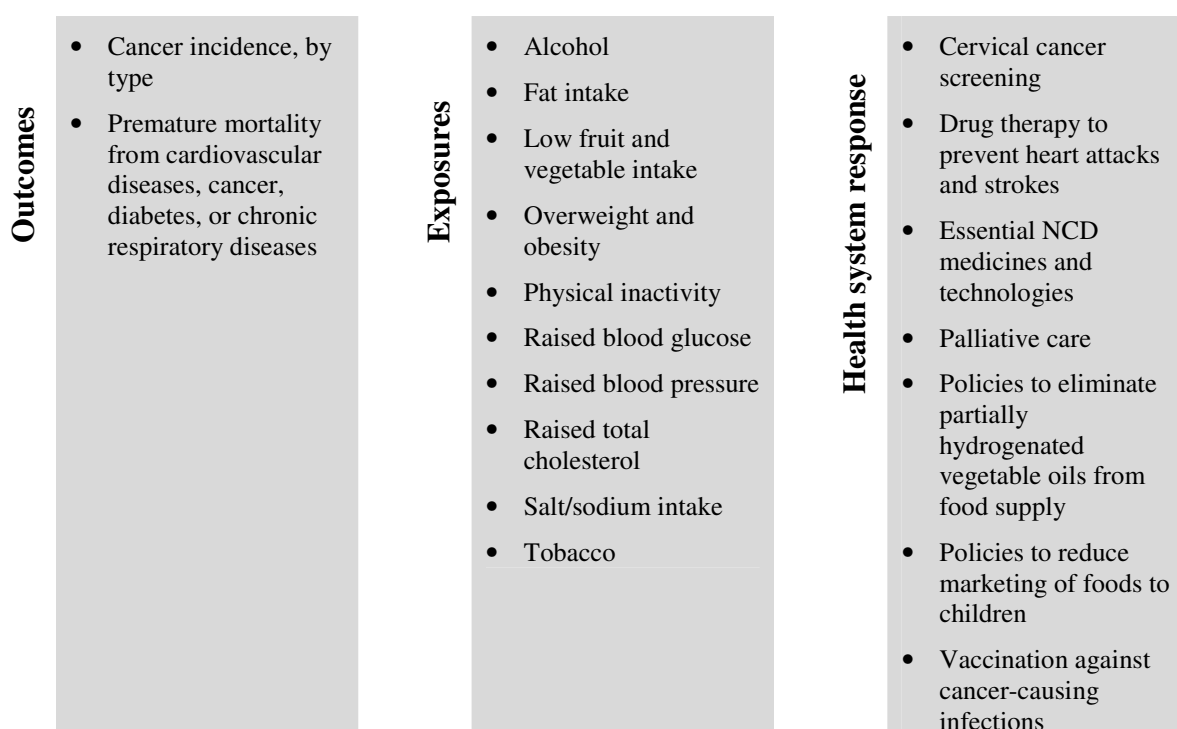 Outcomes
• Cancer incidence, by
type
• Premature mortality
from cardiovascular
diseases, cancer,
diabetes, or chronic
respiratory diseases
Exposures
• Alcohol
• Fat intake
• Low fruit and
vegetable intake
• Overweight and
obesity
• Physical inactivity
• Raised blood glucose
• Raised blood pressure
• Raised total
cholesterol
• Salt/sodium intake
• Tobacco
Health system response
• Cervical cancer
screening
• Drug therapy to
prevent heart attacks
and strokes
• Essential NCD
medicines and
technologies
• Palliative care
• Policies to eliminate
partially
hydrogenated
vegetable oils from
food supply
• Policies to reduce
marketing of foods to
children
• Vaccination against
cancer-causing
infections